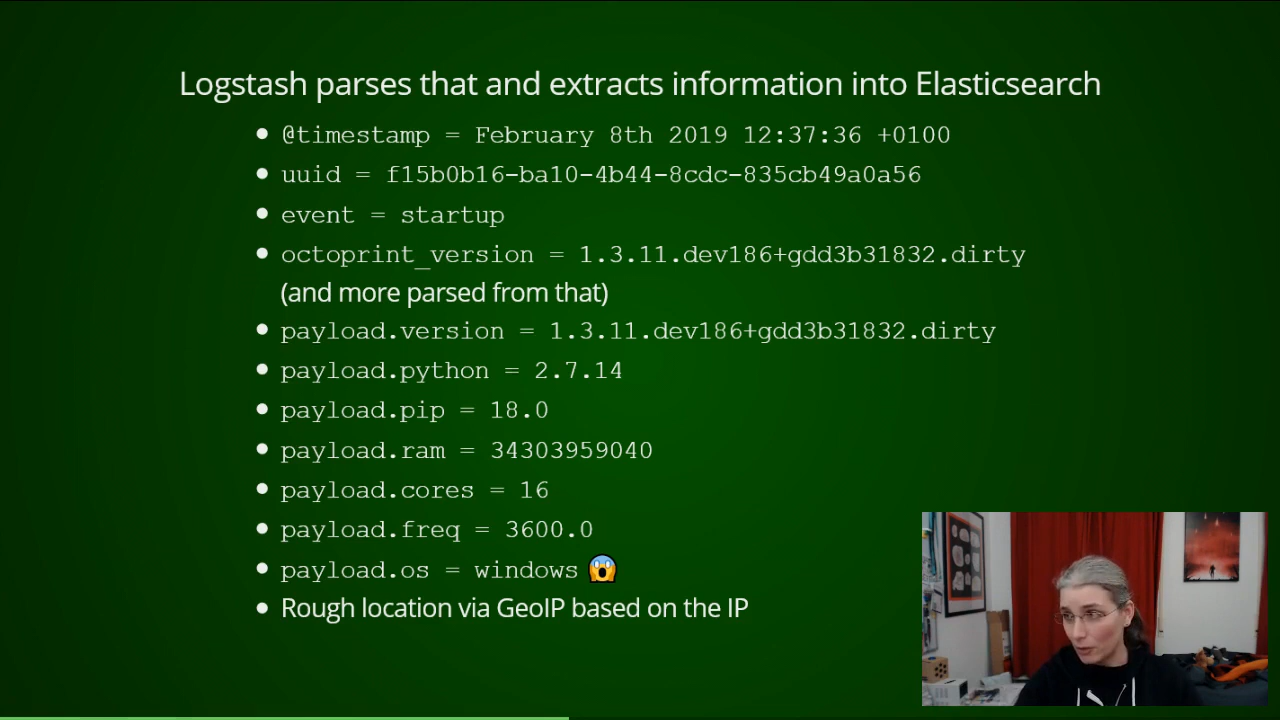 Logstash parses that and extracts information into Elasticsearch
@timestamp = February 8th 2019 12:37:36 +0100
uuid = f15b0b16-ba10-4b44-8cdc-835cb49a0a56
event = startup
octoprint_version = 1.3.11.dev186+gdd3b31832.dirty
(and more parsed from that)
payload.version = 1.3.11.dev186+gdd3b31832.dirty
payload.python = 2.7.14
payload.pip = 18.0
payload.ram = 34303959040
payload.cores = 16
payload.freq = 3600.0
payload.os = windows 😱
Rough location via GeoIP based on the IP